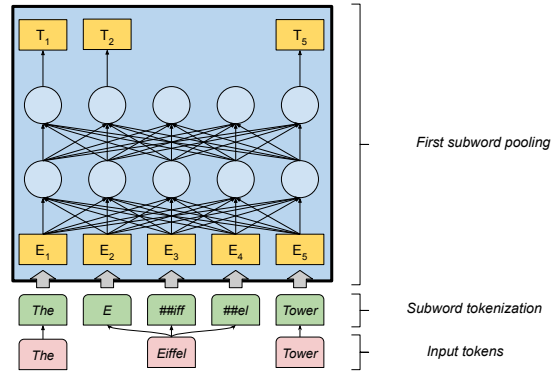 T1 T2 T5
First subword pooling
E1 E2 E3 E4 E5
The E ##iff ##el Tower
Subword tokenization
The Eiffel Tower
Input tokens